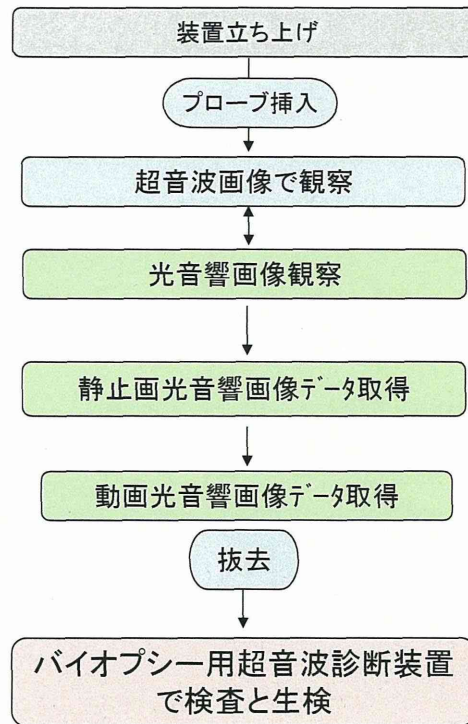 装置立ち上げ
プローブ挿入
超音波画像で観察
光音響画像観察
静止画光音響画像データ取得
動画光音響画像データ取得
抜去
バイオプシー用超音波診断装置
で検査と生検